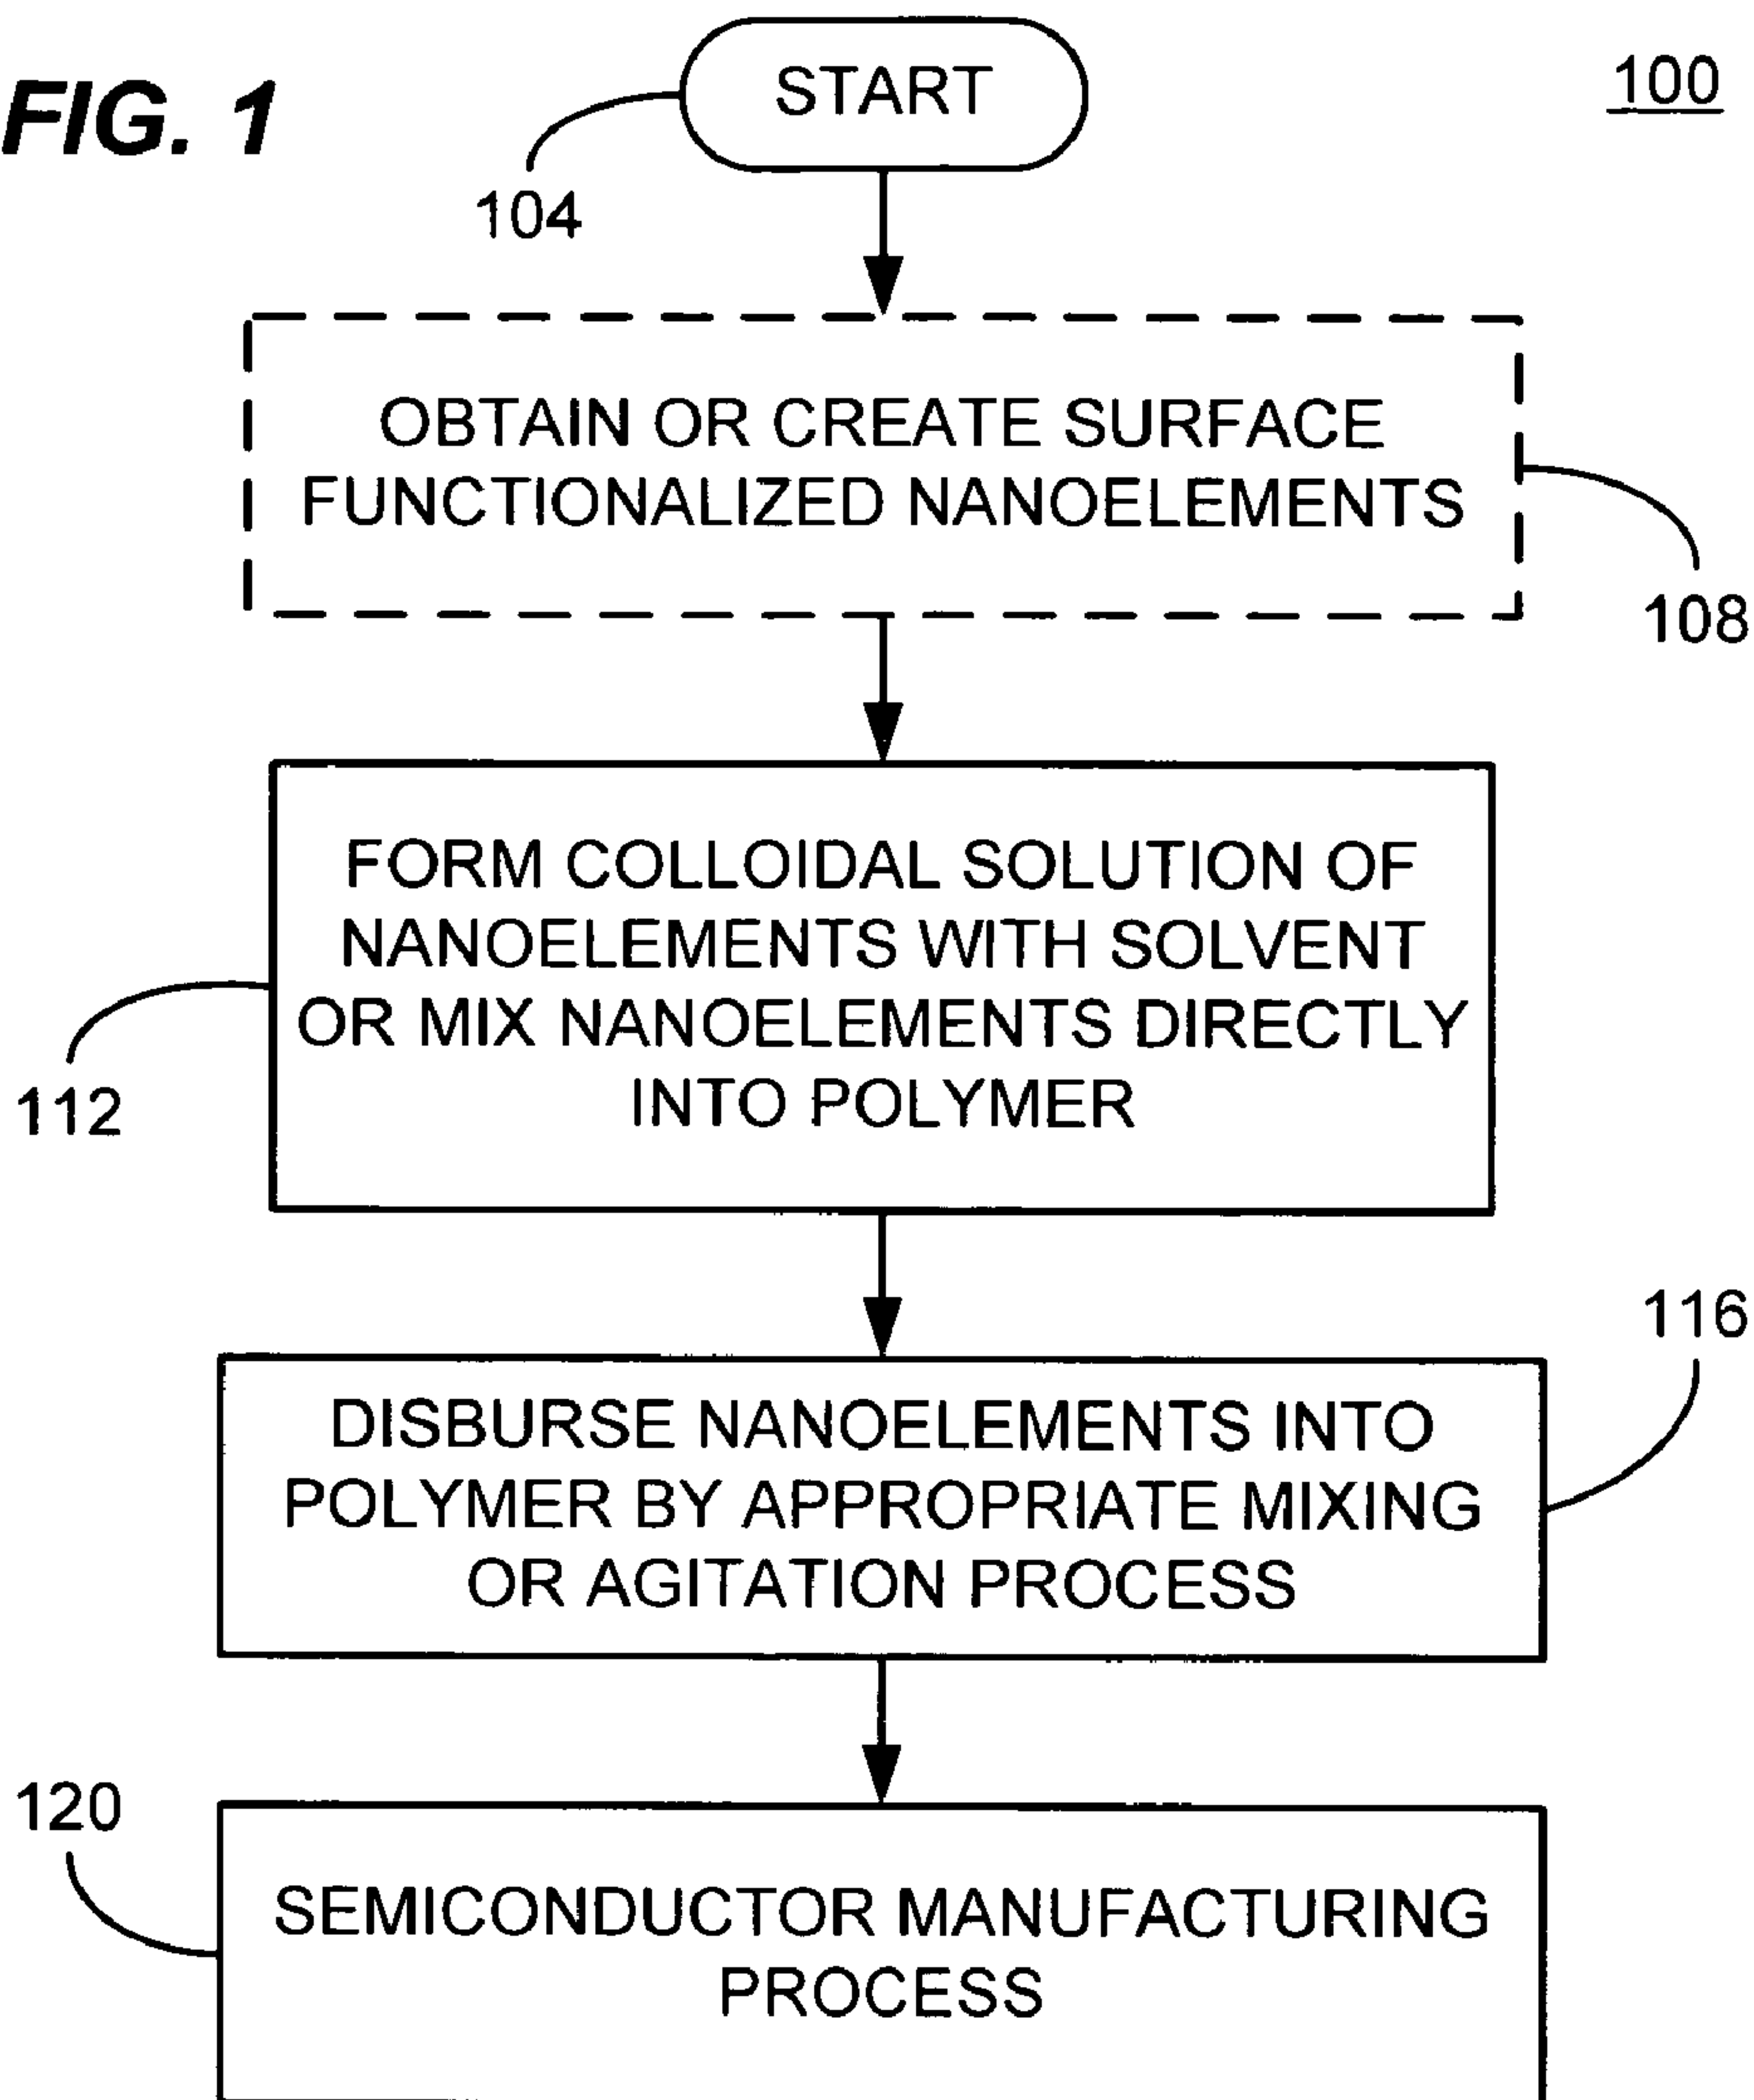 FIG. 1
START
100
104
OBTAIN OR CREATE SURFACE
FUNCTIONALIZED NANOELEMENTS
108
FORM COLLOIDAL SOLUTION OF
NANOELEMENTS WITH SOLVENT
OR MIX NANOELEMENTS DIRECTLY
INTO POLYMER
112
116
DISBURSE NANOELEMENTS INTO
POLYMER BY APPROPRIATE MIXING
OR AGITATION PROCESS
120
SEMICONDUCTOR MANUFACTURING
PROCESS